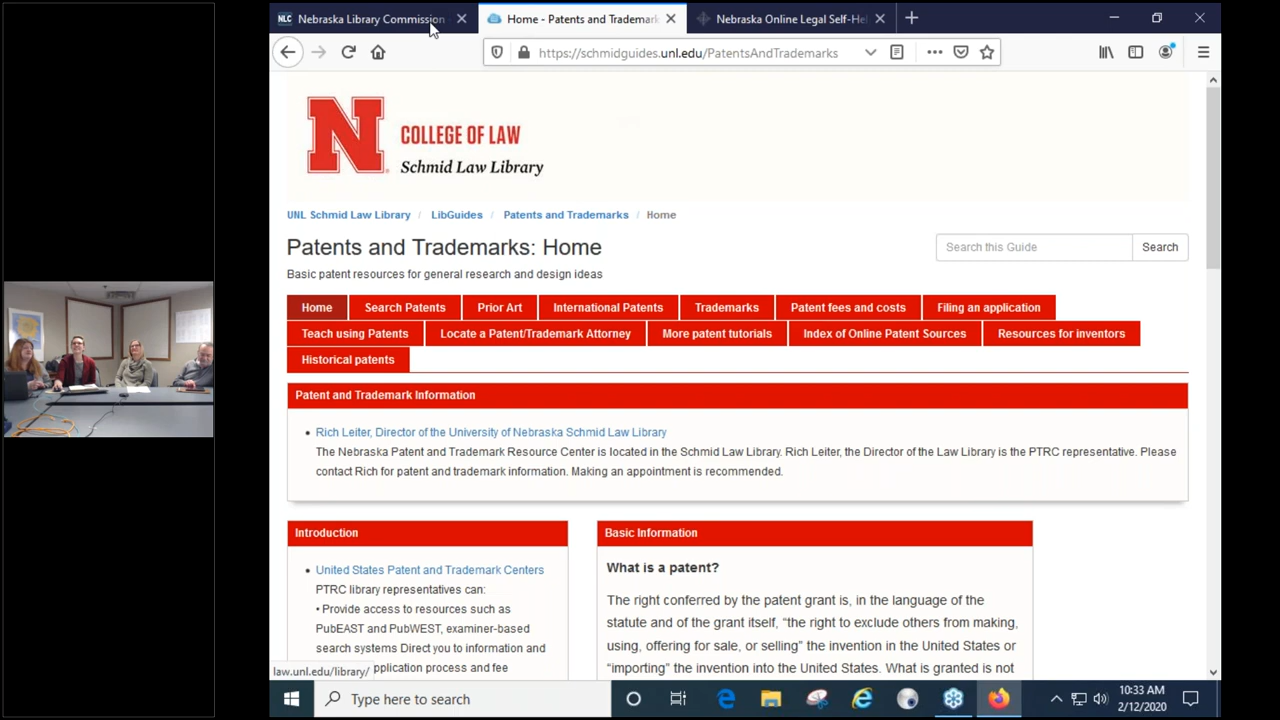 NLC Nebraska Library Commission
Home - Patents and Trademark
Nebraska Online Legal Self-Hel
https://schmidguides.unl.edu/PatentsAndTrademarks
N
COLLEGE OF LAW
Schmid Law Library
UNL Schmid Law Library / LibGuides / Patents and Trademarks / Home
Patents and Trademarks: Home
Search this Guide Search
Basic patent resources for general research and design ideas
Home Search Patents Prior Art International Patents Trademarks Patent fees and costs Filing an application
Teach using Patents Locate a Patent/Trademark Attorney More patent tutorials Index of Online Patent Sources Resources for inventors
Historical patents
Patent and Trademark Information
• Rich Leiter, Director of the University of Nebraska Schmid Law Library
The Nebraska Patent and Trademark Resource Center is located in the Schmid Law Library. Rich Leiter, the Director of the Law Library is the PTRC representative. Please
contact Rich for patent and trademark information. Making an appointment is recommended.
Introduction
• United States Patent and Trademark Centers
PTRC library representatives can:
• Provide access to resources such as
PubEAST and PubWEST, examiner-based
search systems Direct you to information and
application process and fee
Basic Information
What is a patent?
The right conferred by the patent grant is, in the language of the
statute and of the grant itself, “the right to exclude others from making,
using, offering for sale, or selling” the invention in the United States or
“importing” the invention into the United States. What is granted is not
law.unl.edu/library/
Type here to search
10:33 AM
2/12/2020